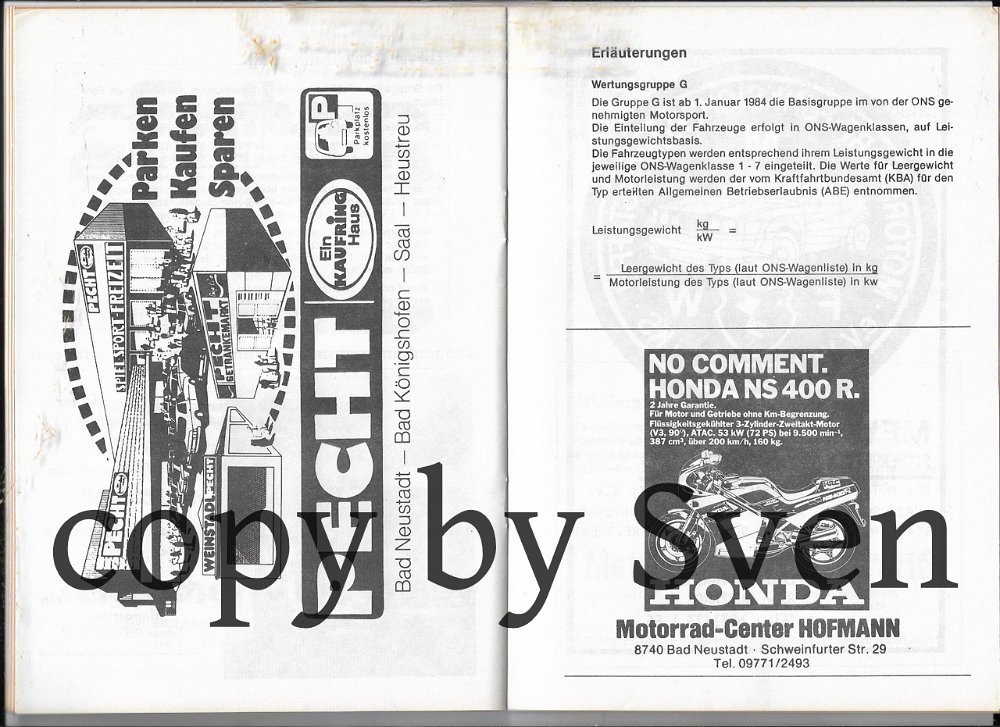 Parken
Kaufen
Sparen
P
Parkplatz
kostenlos
PECHT
SPIEL SPORT-FREIZEIT
PECHT
GETRÄNKEMARKT
PECHT
WEINSTADL PECHT
PECHT
Ein
KAUFRING
Haus
Bad Neustadt – Bad Königshofen – Saal – Heustreu
Erläuterungen
Wertungsgruppe G
Die Gruppe G ist ab 1. Januar 1984 die Basisgruppe im von der ONS ge-
nehmigten Motorsport.
Die Einteilung der Fahrzeuge erfolgt in ONS-Wagenklassen, auf Lei-
stungsgewichtsbasis.
Die Fahrzeugtypen werden entsprechend ihrem Leistungsgewicht in die
jeweilige ONS-Wagenklasse 1 - 7 eingeteilt. Die Werte für Leergewicht
und Motorleistung werden der vom Kraftfahrtbundesamt (KBA) für den
Typ erteilten Allgemeinen Betriebserlaubnis (ABE) entnommen.
Leistungsgewicht kg
kW =
= Leergewicht des Typs (laut ONS-Wagenliste) in kg
Motorleistung des Typs (laut ONS-Wagenliste) in kw
NO COMMENT.
HONDA NS 400 R.
2 Jahre Garantie.
Für Motor und Getriebe ohne Km-Begrenzung.
Flüssigkeitsgekühlter 3-Zylinder-Zweitakt-Motor
(V3, 90°), ATAC. 53 kW (72 PS) bei 9.500 min⁻¹,
387 cm³, über 200 km/h, 160 kg.
HONDA
Motorrad-Center HOFMANN
8740 Bad Neustadt · Schweinfurter Str. 29
Tel. 09771/2493
copy by Sven